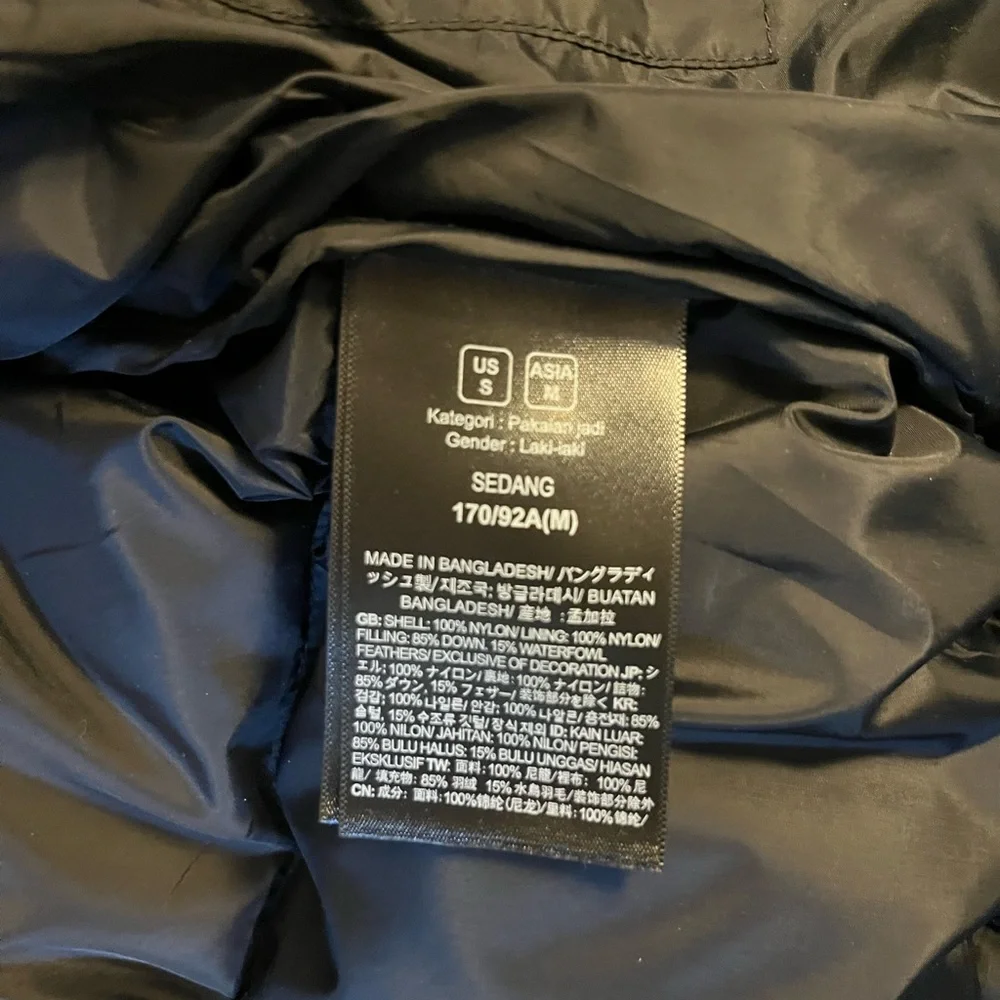 US
S
ASIA
M
Kategori : Pakaian jadi
Gender : Laki-laki
SEDANG
170/92A(M)
MADE IN BANGLADESH/ バングラディ
ッシュ製/ 제조국: 방글라데시/ BUATAN
BANGLADESH/ 産地 : 孟加拉
GB: SHELL: 100% NYLON/ LINING: 100% NYLON/
FILLING: 85% DOWN, 15% WATERFOWL
FEATHERS/ EXCLUSIVE OF DECORATION JP: シ
ェル: 100% ナイロン/ 裏地: 100% ナイロン/ 詰物:
85% ダウン, 15% フェザー/ 装飾部分を除く KR:
겉감: 100% 나일론/ 안감: 100% 나일론/ 충전재: 85%
솜털, 15% 수조류 깃털/ 장식 제외 ID: KAIN LUAR:
100% NILON/ JAHITAN: 100% NILON/ PENGISI:
85% BULU HALUS: 15% BULU UNGGAS/ HIASAN
EKSKLUSIF TW: 面料: 100% 尼龍/ 裡布: 100% 尼
龍/ 填充物: 85% 羽絨 15% 水鳥羽毛/ 装飾部分除外
CN: 成分: 面料: 100%锦纶(尼龙)/ 里料: 100%锦纶/